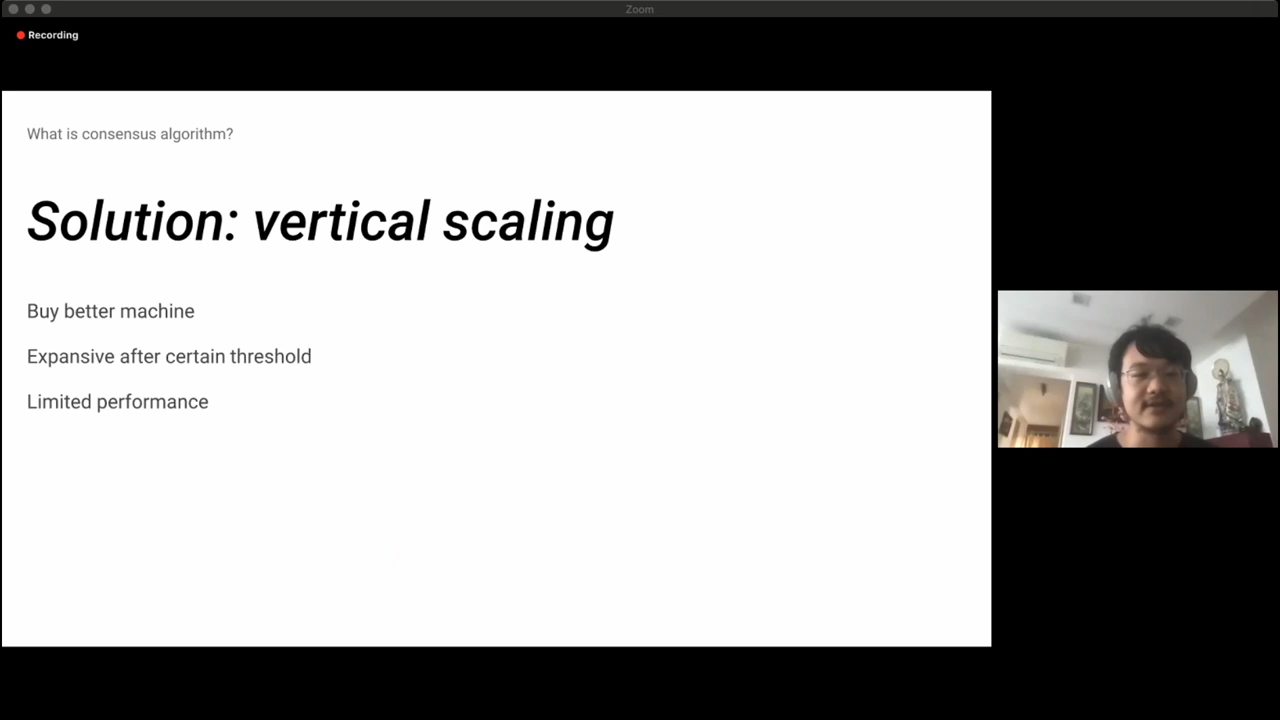 Zoom
Recording
What is consensus algorithm?
Solution: vertical scaling
Buy better machine
Expansive after certain threshold
Limited performance